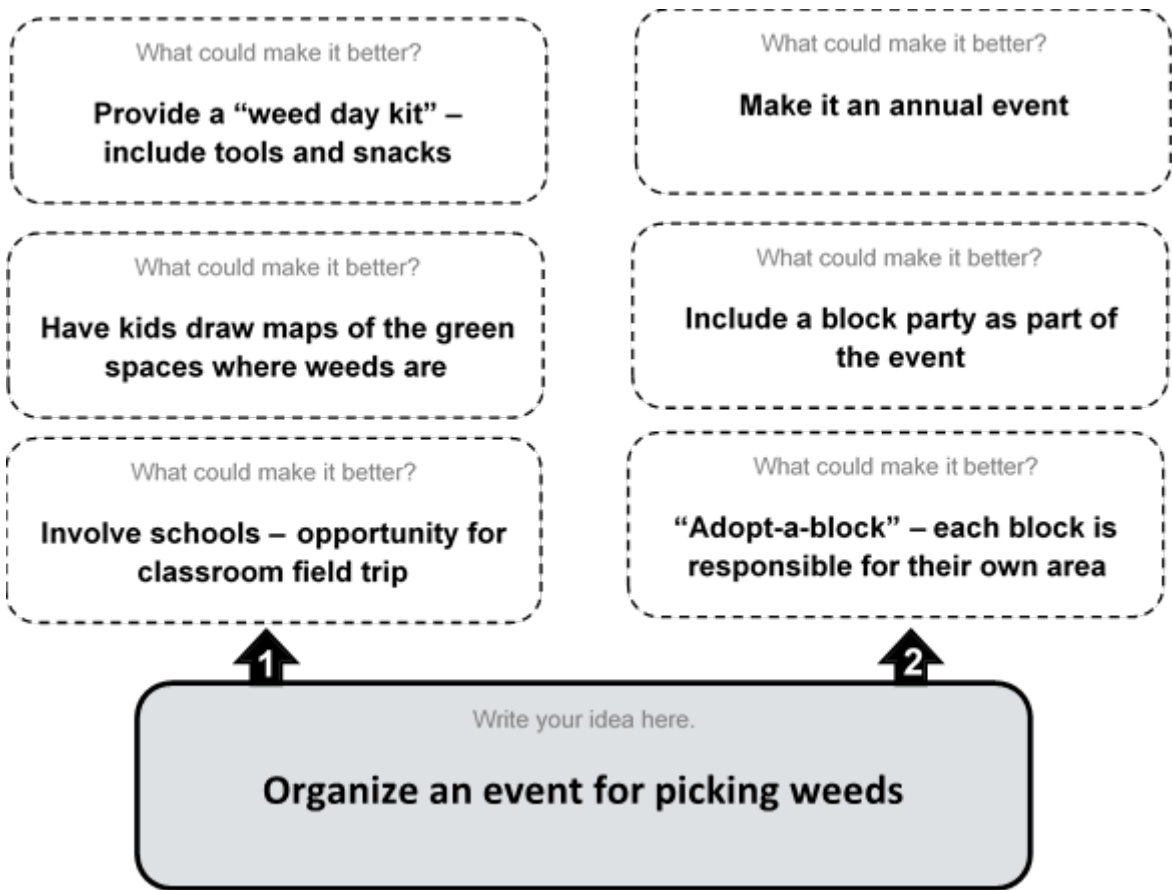 What could make it better?
Provide a “weed day kit” –
include tools and snacks
What could make it better?
Have kids draw maps of the green
spaces where weeds are
What could make it better?
Involve schools – opportunity for
classroom field trip
1
What could make it better?
Make it an annual event
What could make it better?
Include a block party as part of
the event
What could make it better?
“Adopt-a-block” – each block is
responsible for their own area
2
Write your idea here.
Organize an event for picking weeds